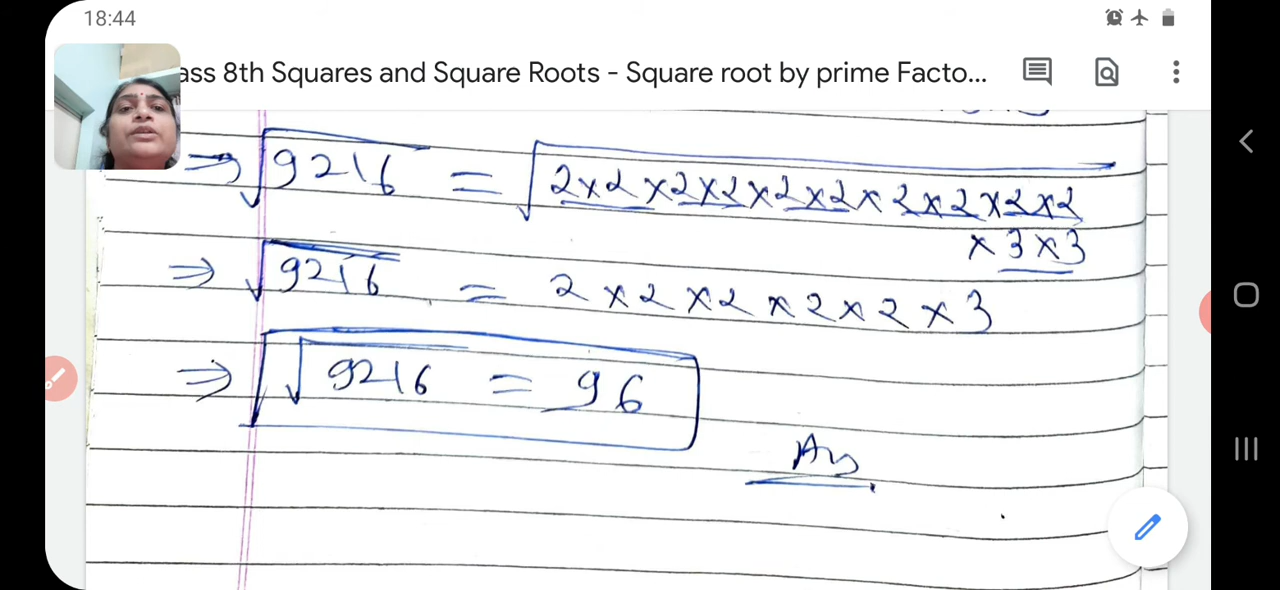 18:44
ass 8th Squares and Square Roots - Square root by prime Facto...
⇒ √9216 = √2×2×2×2×2×2×2×2×2×2
×3×3
⇒ √9216 = 2×2×2×2×2×3
⇒ √9216 = 96
Ans